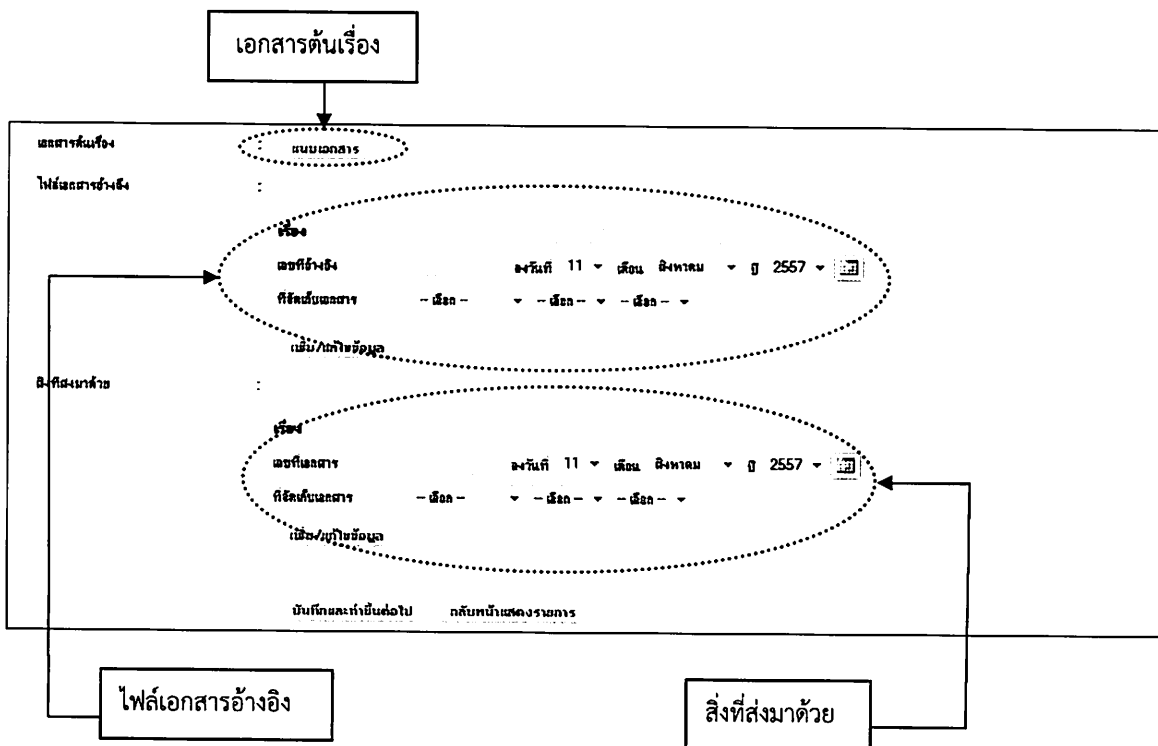 เอกสารต้นเรื่อง
เอกสารต้นเรื่อง : แนบเอกสาร
ไฟล์เอกสารอ้างอิง :
เรื่อง
เลขที่อ้างอิง ลงวันที่ 11 เดือน สิงหาคม ปี 2557
ที่จัดเก็บเอกสาร -- เลือก -- -- เลือก -- -- เลือก --
เพิ่ม/แก้ไขข้อมูล
สิ่งที่ส่งมาด้วย :
เรื่อง
เลขที่เอกสาร ลงวันที่ 11 เดือน สิงหาคม ปี 2557
ที่จัดเก็บเอกสาร -- เลือก -- -- เลือก -- -- เลือก --
เพิ่ม/แก้ไขข้อมูล
บันทึกและทำขั้นต่อไป กลับหน้าแสดงรายการ
ไฟล์เอกสารอ้างอิง
สิ่งที่ส่งมาด้วย